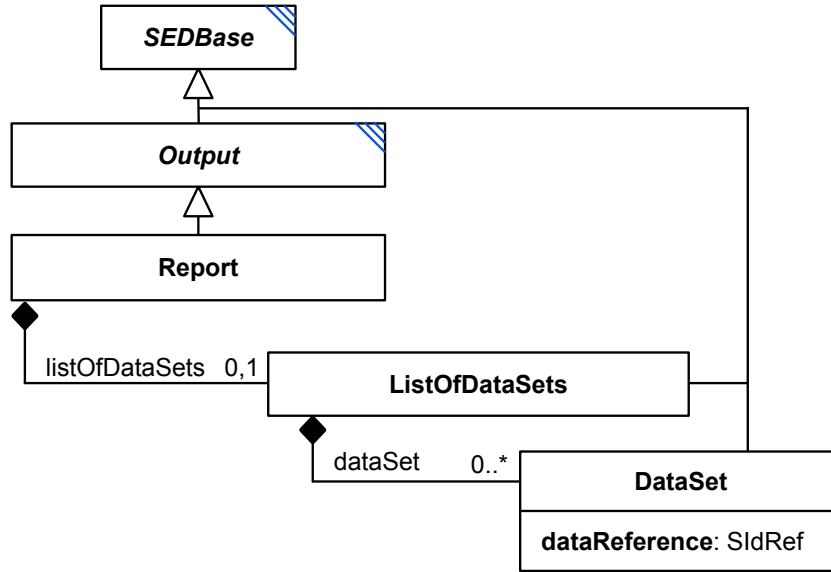 SEDBase
Output
Report
listOfDataSets 0,1
ListOfDataSets
dataSet 0..*
DataSet
dataReference: SIdRef